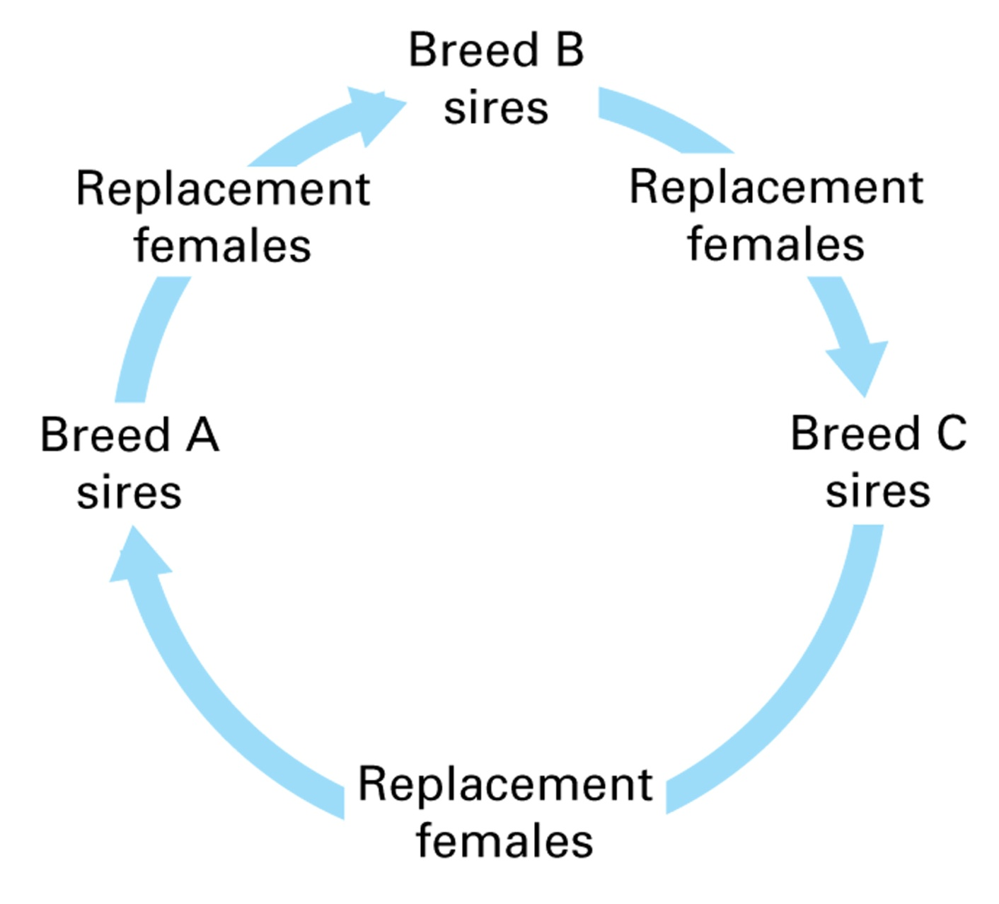 Breed B
sires
Replacement
females
Replacement
females
Breed A
sires
Breed C
sires
Replacement
females